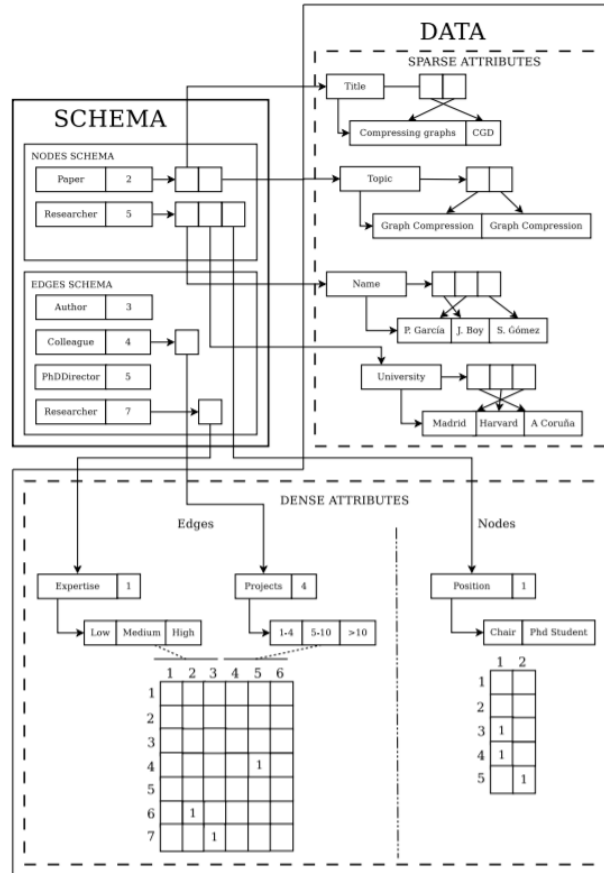 DATA
SPARSE ATTRIBUTES
Title
Compressing graphs CGD
SCHEMA
NODES SCHEMA
Paper 2
Topic
Researcher 5
Graph Compression Graph Compression
EDGES SCHEMA
Name
Author 3
P. García J. Boy S. Gómez
Colleague 4
PhDDirector 5
University
Researcher 7
Madrid Harvard A Coruña
DENSE ATTRIBUTES
Edges Nodes
Expertise 1 Projects 4 Position 1
Low Medium High 1-4 5-10 >10 Chair Phd Student
1 2 3 4 5 6
1
2
3
4 1
5
6 1
7 1
1 2
1
2
3 1
4 1
5 1